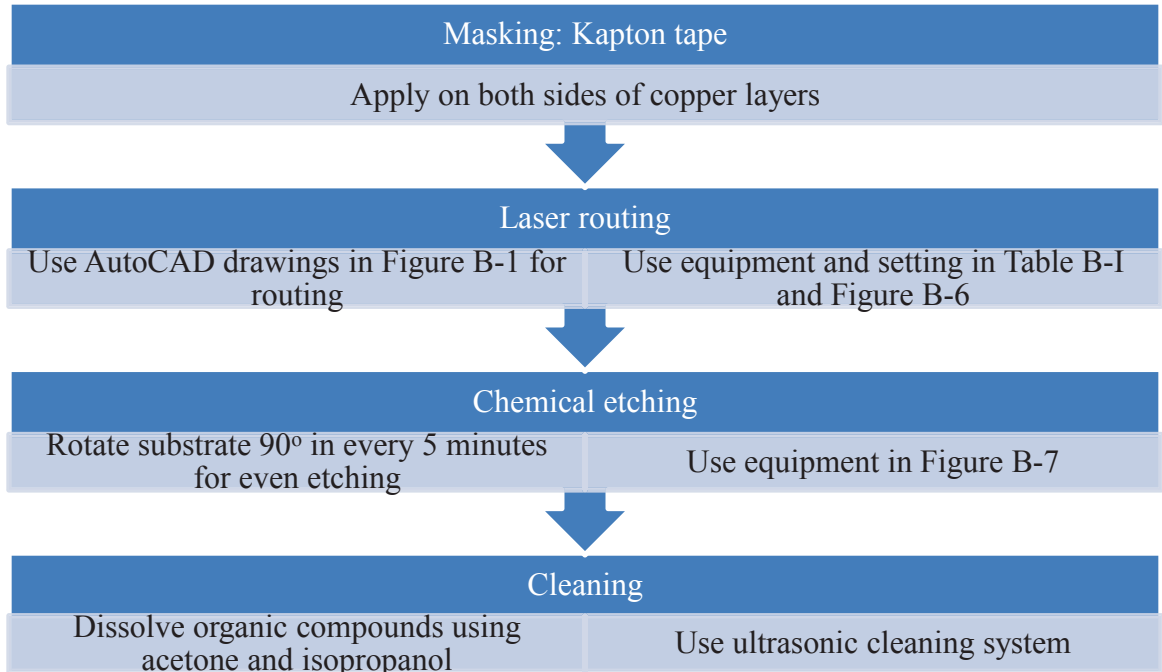 Masking: Kapton tape
Apply on both sides of copper layers
Laser routing
Use AutoCAD drawings in Figure B-1 for
routing
Use equipment and setting in Table B-I
and Figure B-6
Chemical etching
Rotate substrate 90º in every 5 minutes
for even etching
Use equipment in Figure B-7
Cleaning
Dissolve organic compounds using
acetone and isopropanol
Use ultrasonic cleaning system